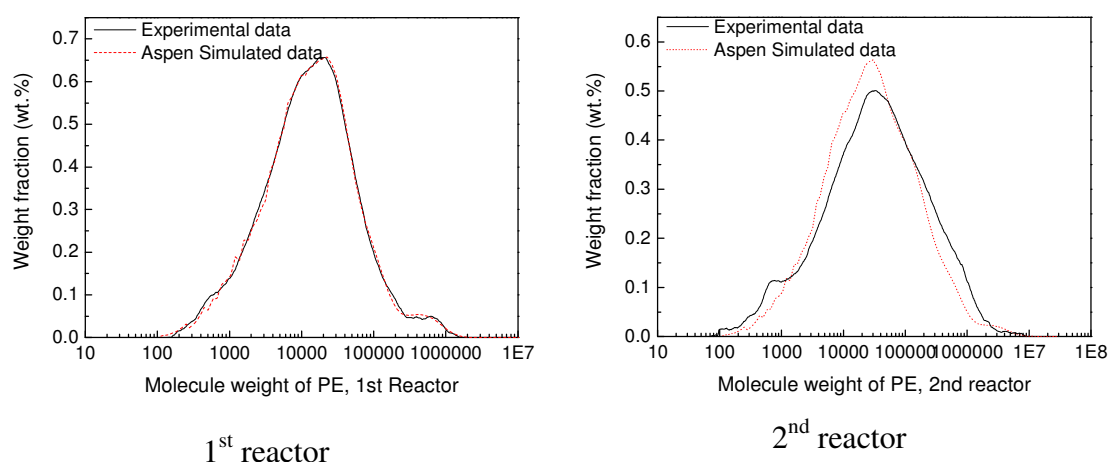 Experimental data
Aspen Simulated data
0.7
0.6
0.5
0.4
0.3
0.2
0.1
0.0
Weight fraction (wt.%)
10 100 1000 10000 100000 1000000 1E7
Molecule weight of PE, 1st Reactor
1st reactor
Experimental data
Aspen Simulated data
0.6
0.5
0.4
0.3
0.2
0.1
0.0
Weight fraction (wt.%)
10 100 1000 10000 100000 1000000 1E7 1E8
Molecule weight of PE, 2nd reactor
2nd reactor